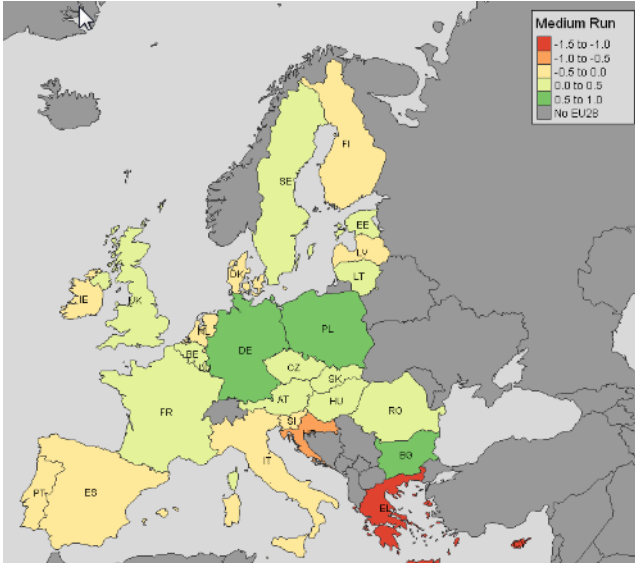 Medium Run
-1.5 to -1.0
-1.0 to -0.5
-0.5 to 0.0
0.0 to 0.5
0.5 to 1.0
No EU28
FI
SE
EE
LV
LT
DK
IE
UK
NL
BE
DE
PL
CZ
SK
AT
HU
RO
FR
SI
HR
BG
IT
PT
ES
EL